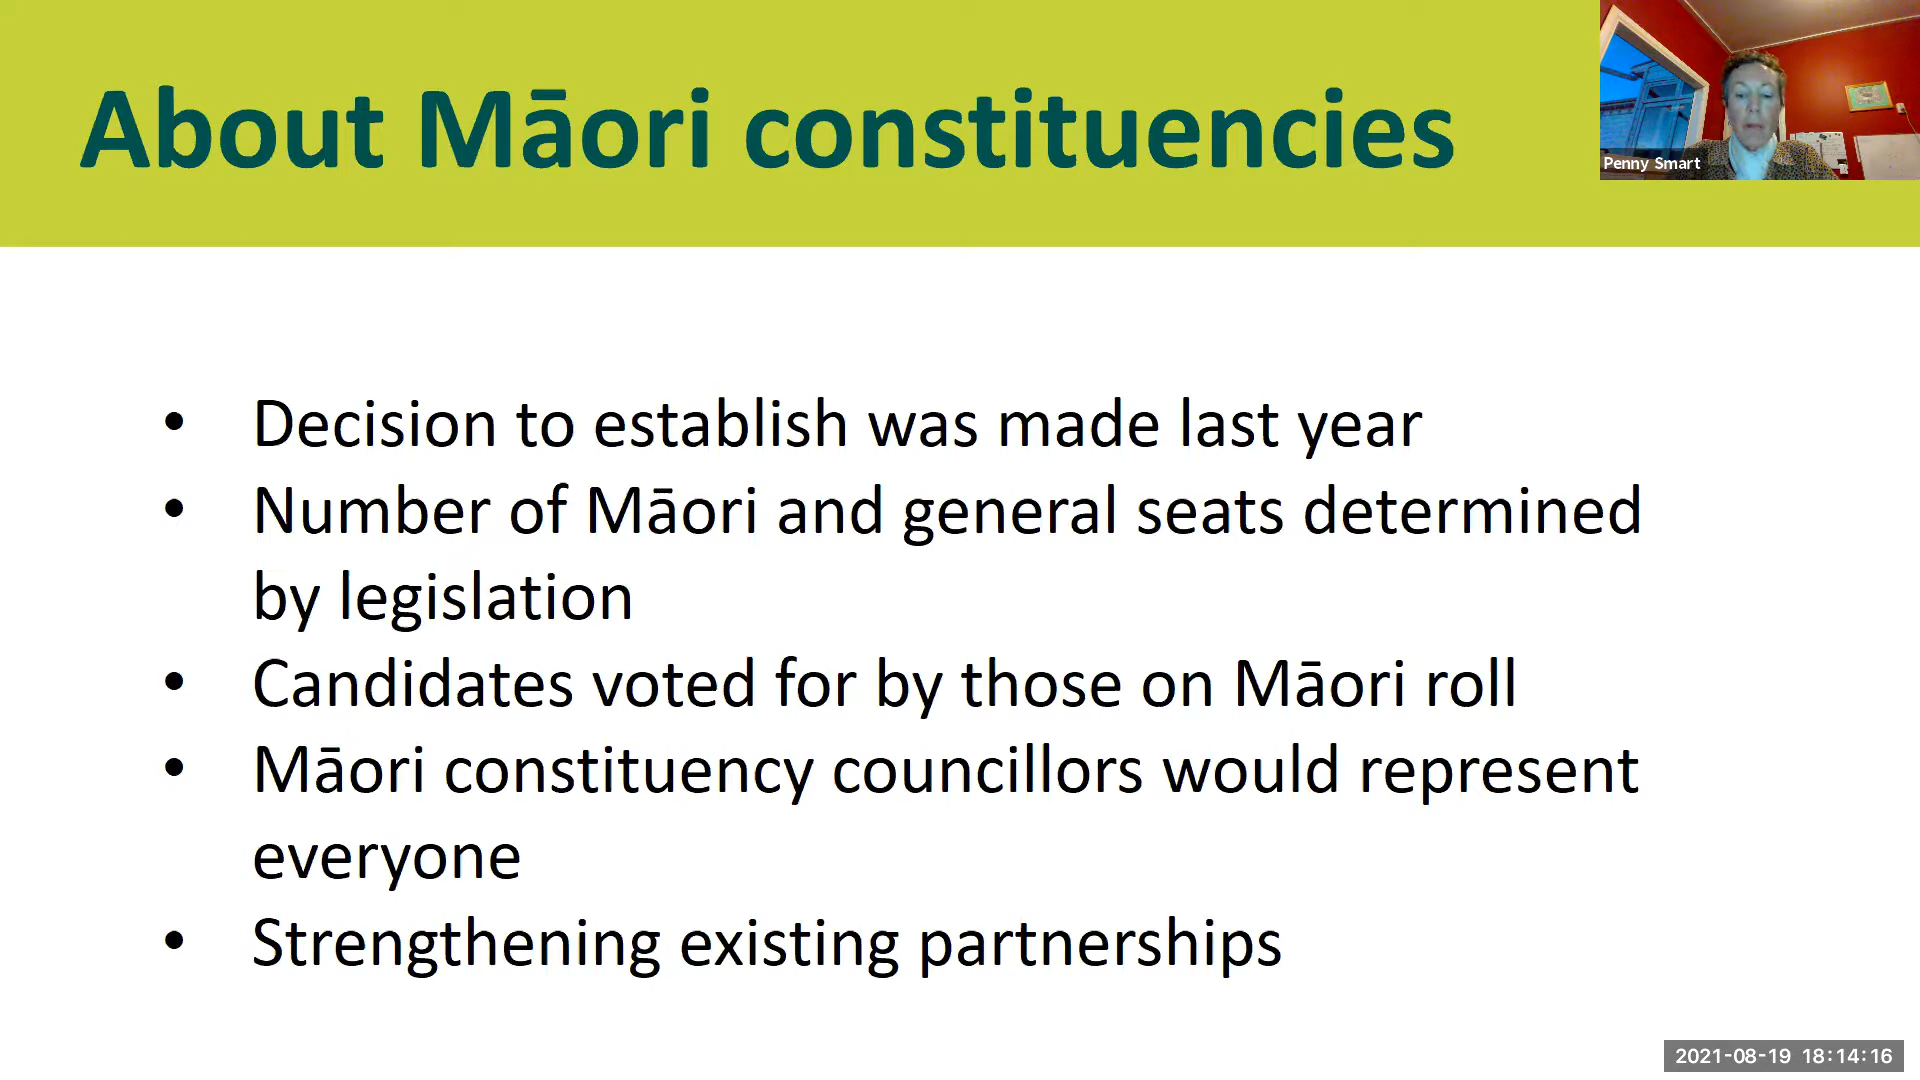 About Māori constituencies
Penny Smart
• Decision to establish was made last year
• Number of Māori and general seats determined
by legislation
• Candidates voted for by those on Māori roll
• Māori constituency councillors would represent
everyone
• Strengthening existing partnerships
2021-08-19 18:14:16